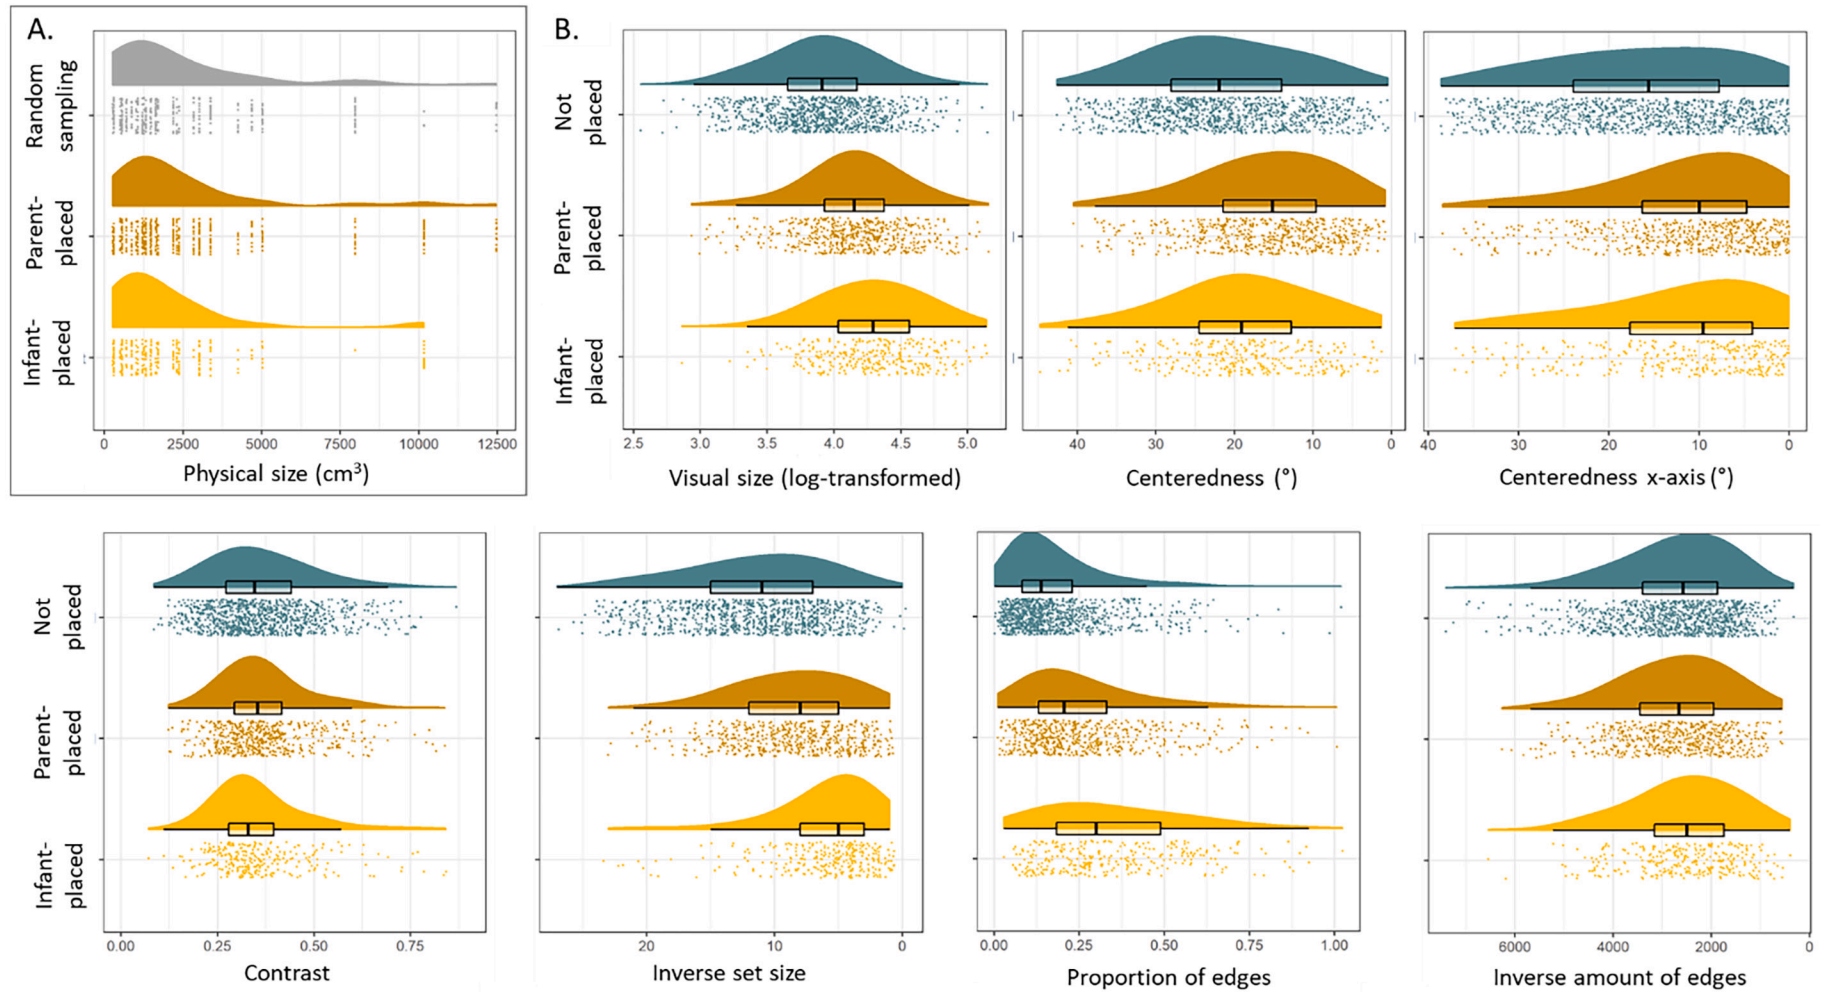 A.
Random
sampling
Parent-
placed
Infant-
placed
0 2500 5000 7500 10000 12500
Physical size (cm³)
B.
Not
placed
Parent-
placed
Infant-
placed
2.5 3.0 3.5 4.0 4.5 5.0
Visual size (log-transformed)
40 30 20 10 0
Centeredness (°)
40 30 20 10 0
Centeredness x-axis (°)
Not
placed
Parent-
placed
Infant-
placed
0.00 0.25 0.50 0.75
Contrast
20 10 0
Inverse set size
0.00 0.25 0.50 0.75 1.00
Proportion of edges
6000 4000 2000 0
Inverse amount of edges